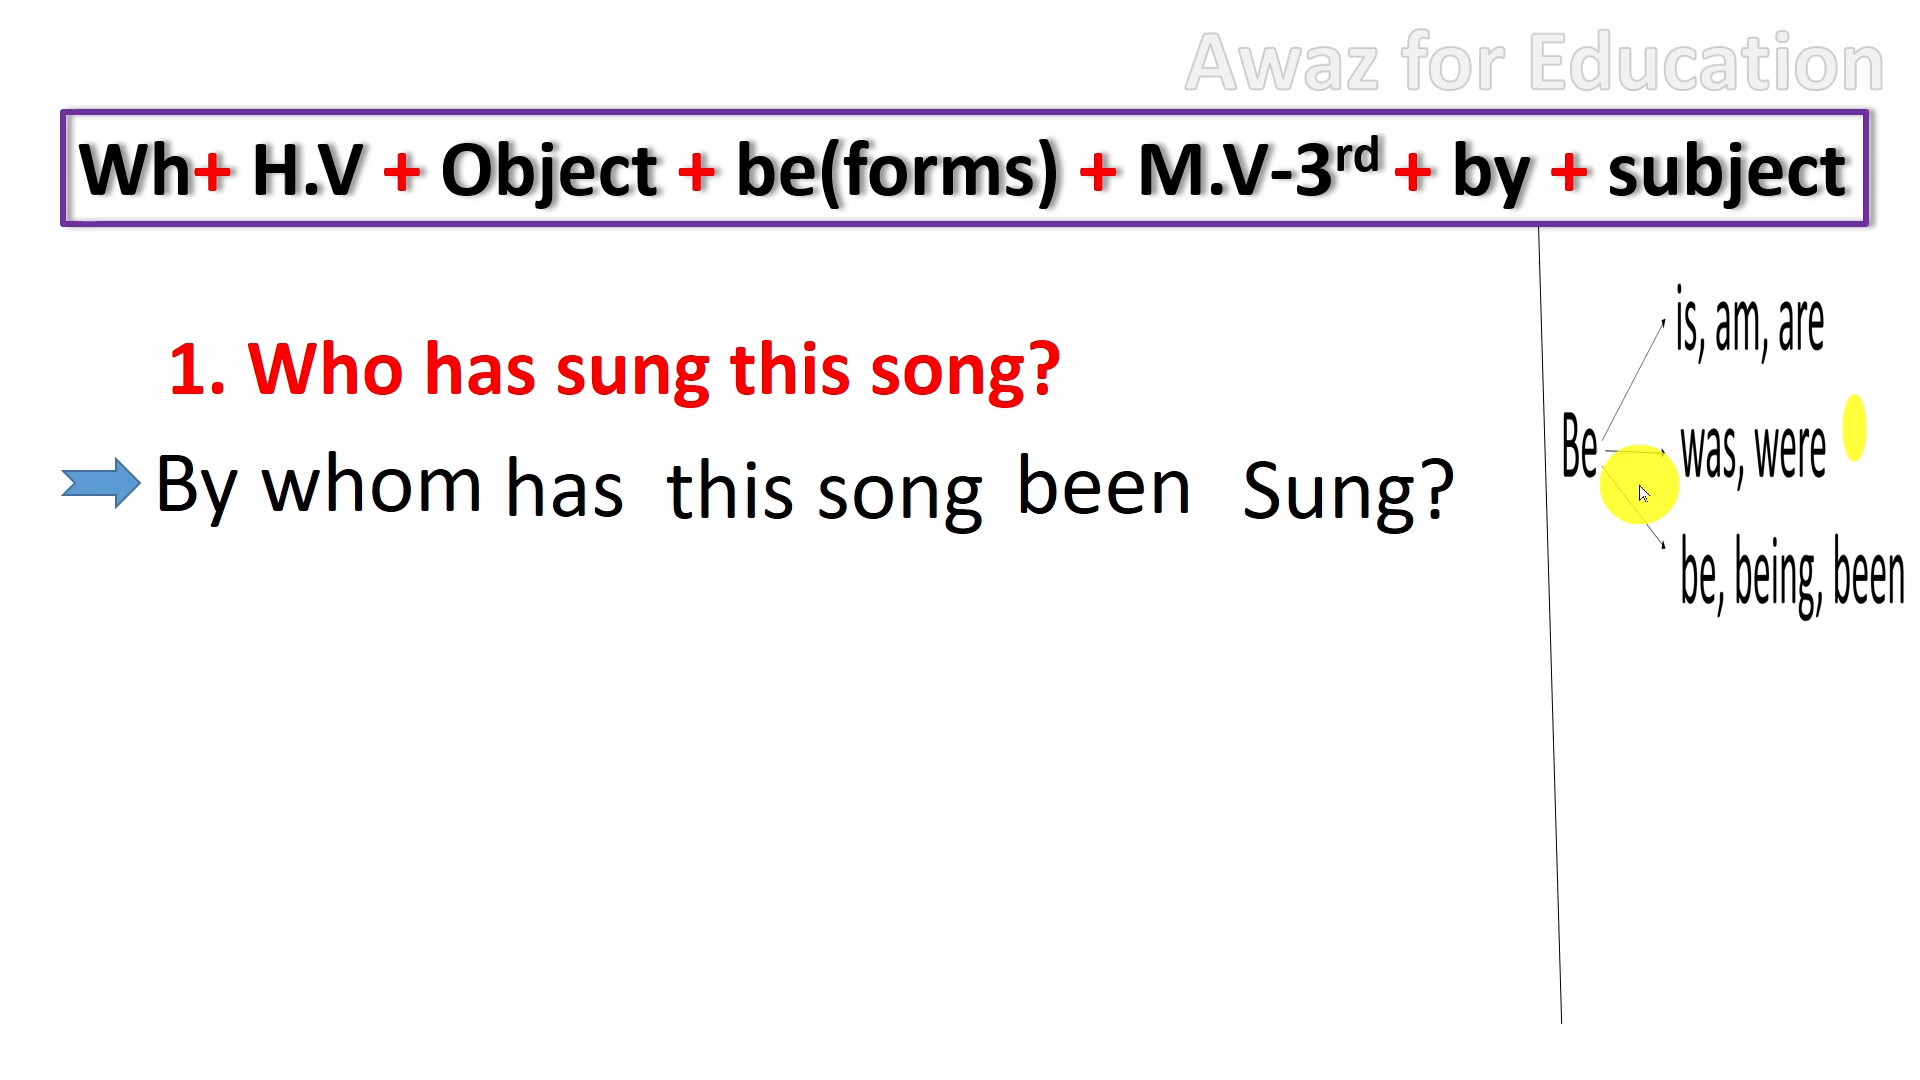 Awaz for Education
Wh+ H.V + Object + be(forms) + M.V-3rd + by + subject
1. Who has sung this song?
By whom has this song been Sung?
is, am, are
Be
was, were
be, being, been